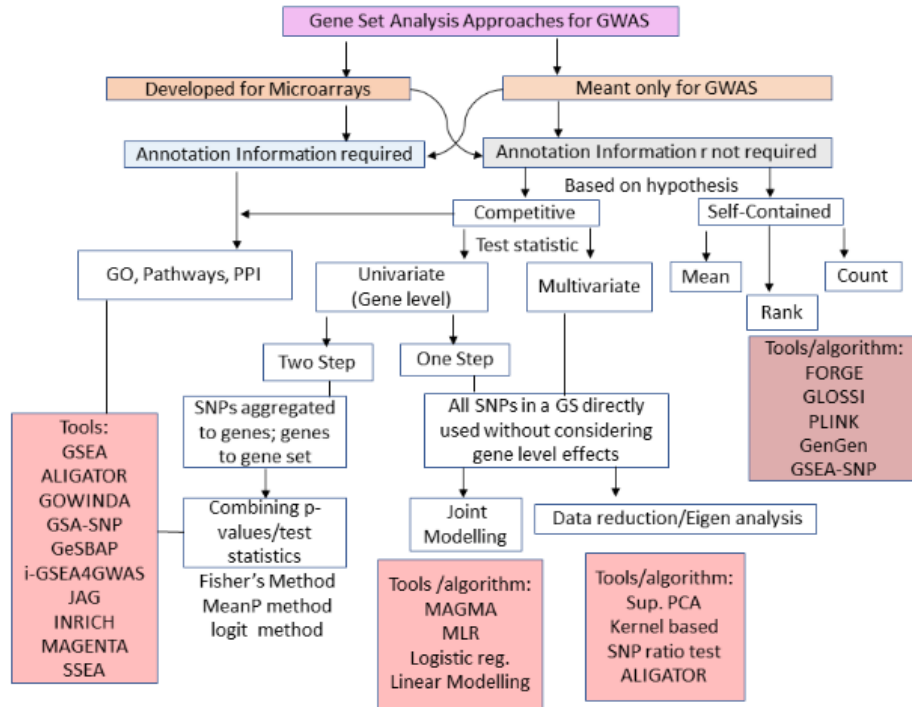 Gene Set Analysis Approaches for GWAS
Developed for Microarrays
Meant only for GWAS
Annotation Information required
Annotation Information r not required
Based on hypothesis
Competitive
Self-Contained
Test statistic
GO, Pathways, PPI
Univariate
(Gene level)
Multivariate
Mean
Count
Rank
Two Step
One Step
Tools/algorithm:
FORGE
GLOSSI
PLINK
GenGen
GSEA-SNP
SNPs aggregated
to genes; genes
to gene set
All SNPs in a GS directly
used without considering
gene level effects
Tools:
GSEA
ALIGATOR
GOWINDA
GSA-SNP
GeSBAP
i-GSEA4GWAS
JAG
INRICH
MAGENTA
SSEA
Combining p-
values/test
statistics
Fisher's Method
MeanP method
logit method
Joint
Modelling
Data reduction/Eigen analysis
Tools /algorithm:
MAGMA
MLR
Logistic reg.
Linear Modelling
Tools/algorithm:
Sup. PCA
Kernel based
SNP ratio test
ALIGATOR